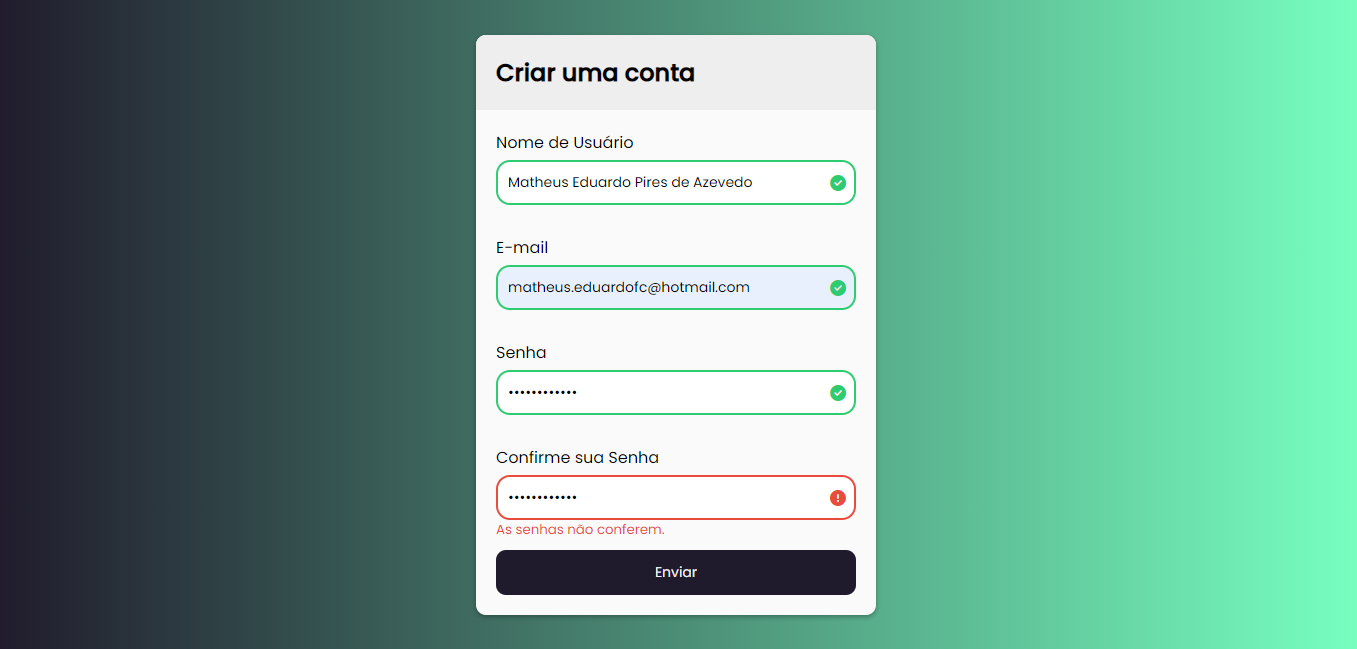 Criar uma conta
Nome de Usuário
Matheus Eduardo Pires de Azevedo
E-mail
matheus.eduardofc@hotmail.com
Senha
••••••••••••
Confirme sua Senha
••••••••••••
As senhas não conferem.
Enviar